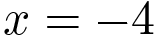 x = −4